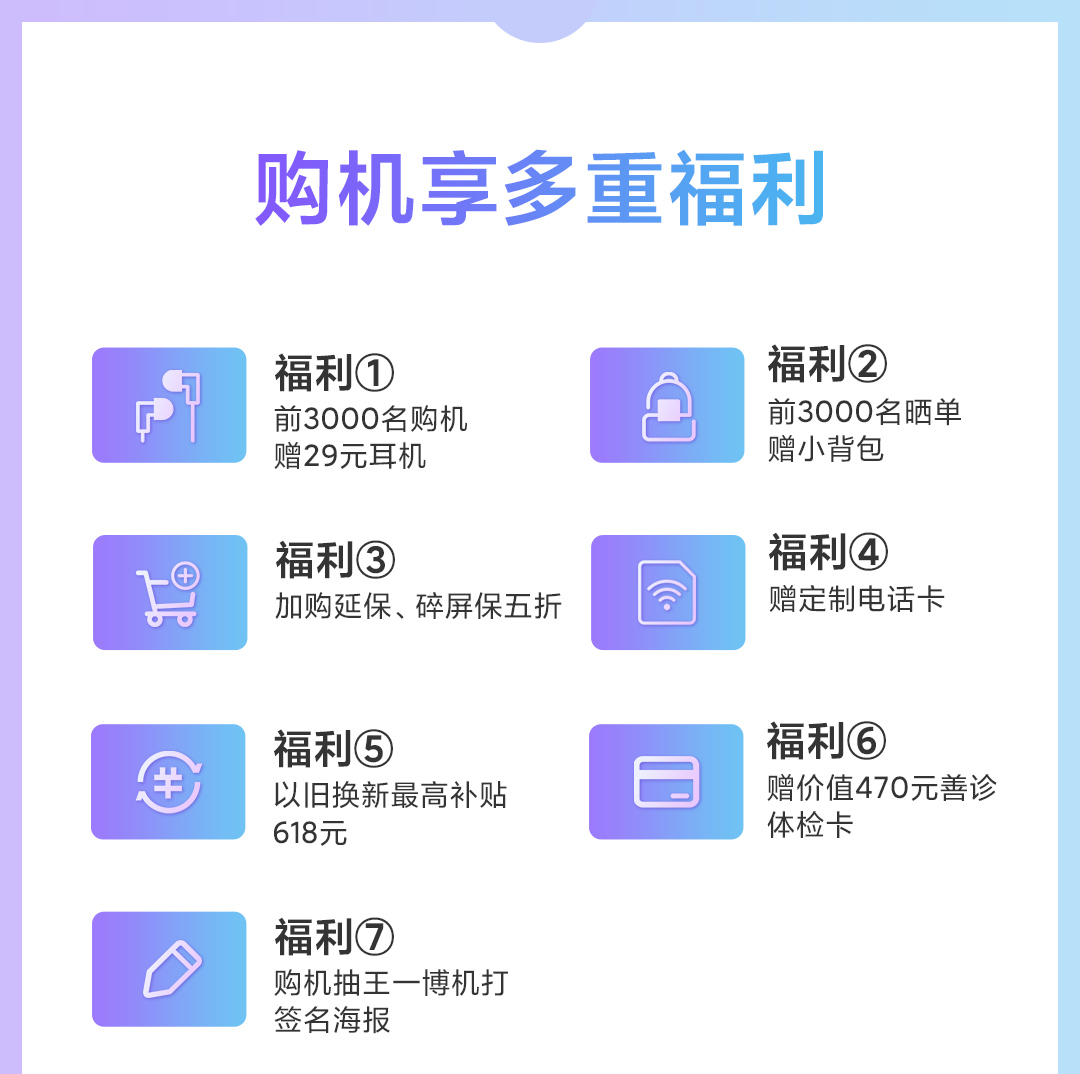 购机享多重福利
福利①
前3000名购机
赠29元耳机
福利②
前3000名晒单
赠小背包
福利③
加购延保、碎屏保五折
福利④
赠定制电话卡
福利⑤
以旧换新最高补贴
618元
福利⑥
赠价值470元善诊
体检卡
福利⑦
购机抽王一博机打
签名海报